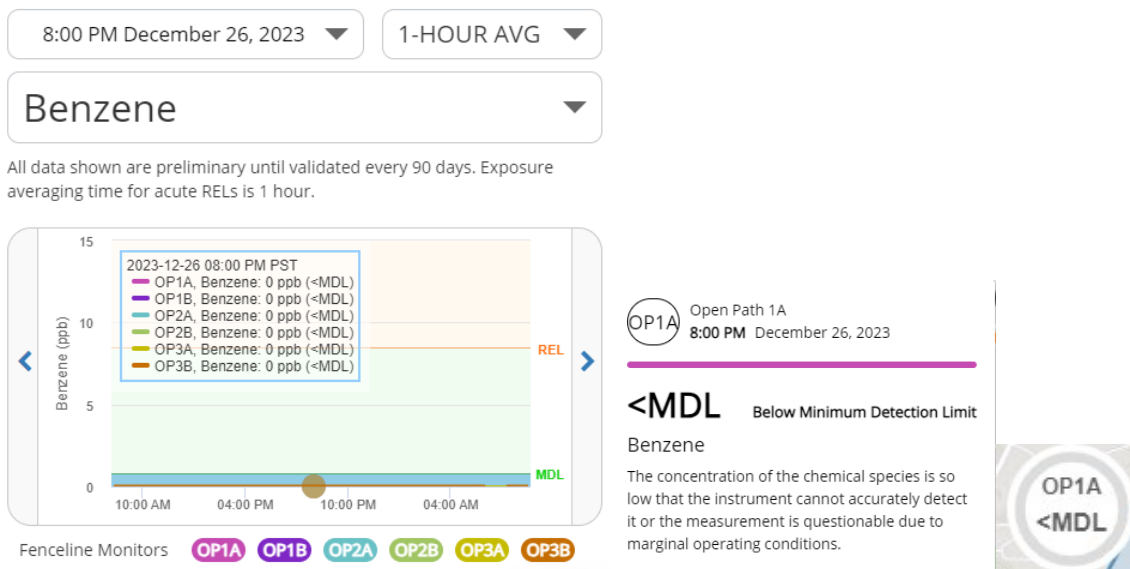 8:00 PM December 26, 2023
1-HOUR AVG
Benzene
All data shown are preliminary until validated every 90 days. Exposure
averaging time for acute RELs is 1 hour.
15
10
5
0
Benzene (ppb)
2023-12-26 08:00 PM PST
OP1A, Benzene: 0 ppb (<MDL)
OP1B, Benzene: 0 ppb (<MDL)
OP2A, Benzene: 0 ppb (<MDL)
OP2B, Benzene: 0 ppb (<MDL)
OP3A, Benzene: 0 ppb (<MDL)
OP3B, Benzene: 0 ppb (<MDL)
REL
MDL
10:00 AM 04:00 PM 10:00 PM 04:00 AM
Fenceline Monitors OP1A OP1B OP2A OP2B OP3A OP3B
OP1A
Open Path 1A
8:00 PM December 26, 2023
<MDL Below Minimum Detection Limit
Benzene
The concentration of the chemical species is so
low that the instrument cannot accurately detect
it or the measurement is questionable due to
marginal operating conditions.
OP1A
<MDL